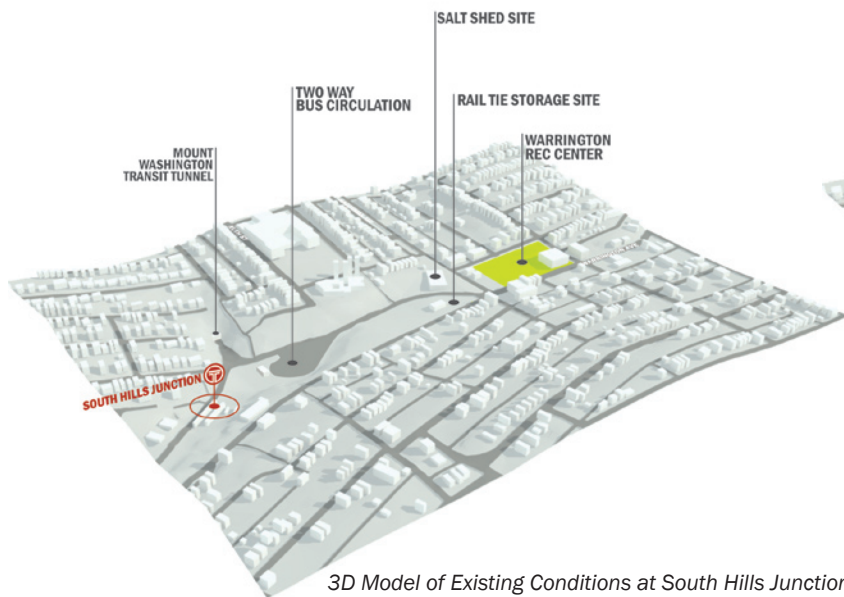 SALT SHED SITE
TWO WAY
BUS CIRCULATION
RAIL TIE STORAGE SITE
MOUNT
WASHINGTON
TRANSIT TUNNEL
WARRINGTON
REC CENTER
SOUTH HILLS JUNCTION
T
3D Model of Existing Conditions at South Hills Junction